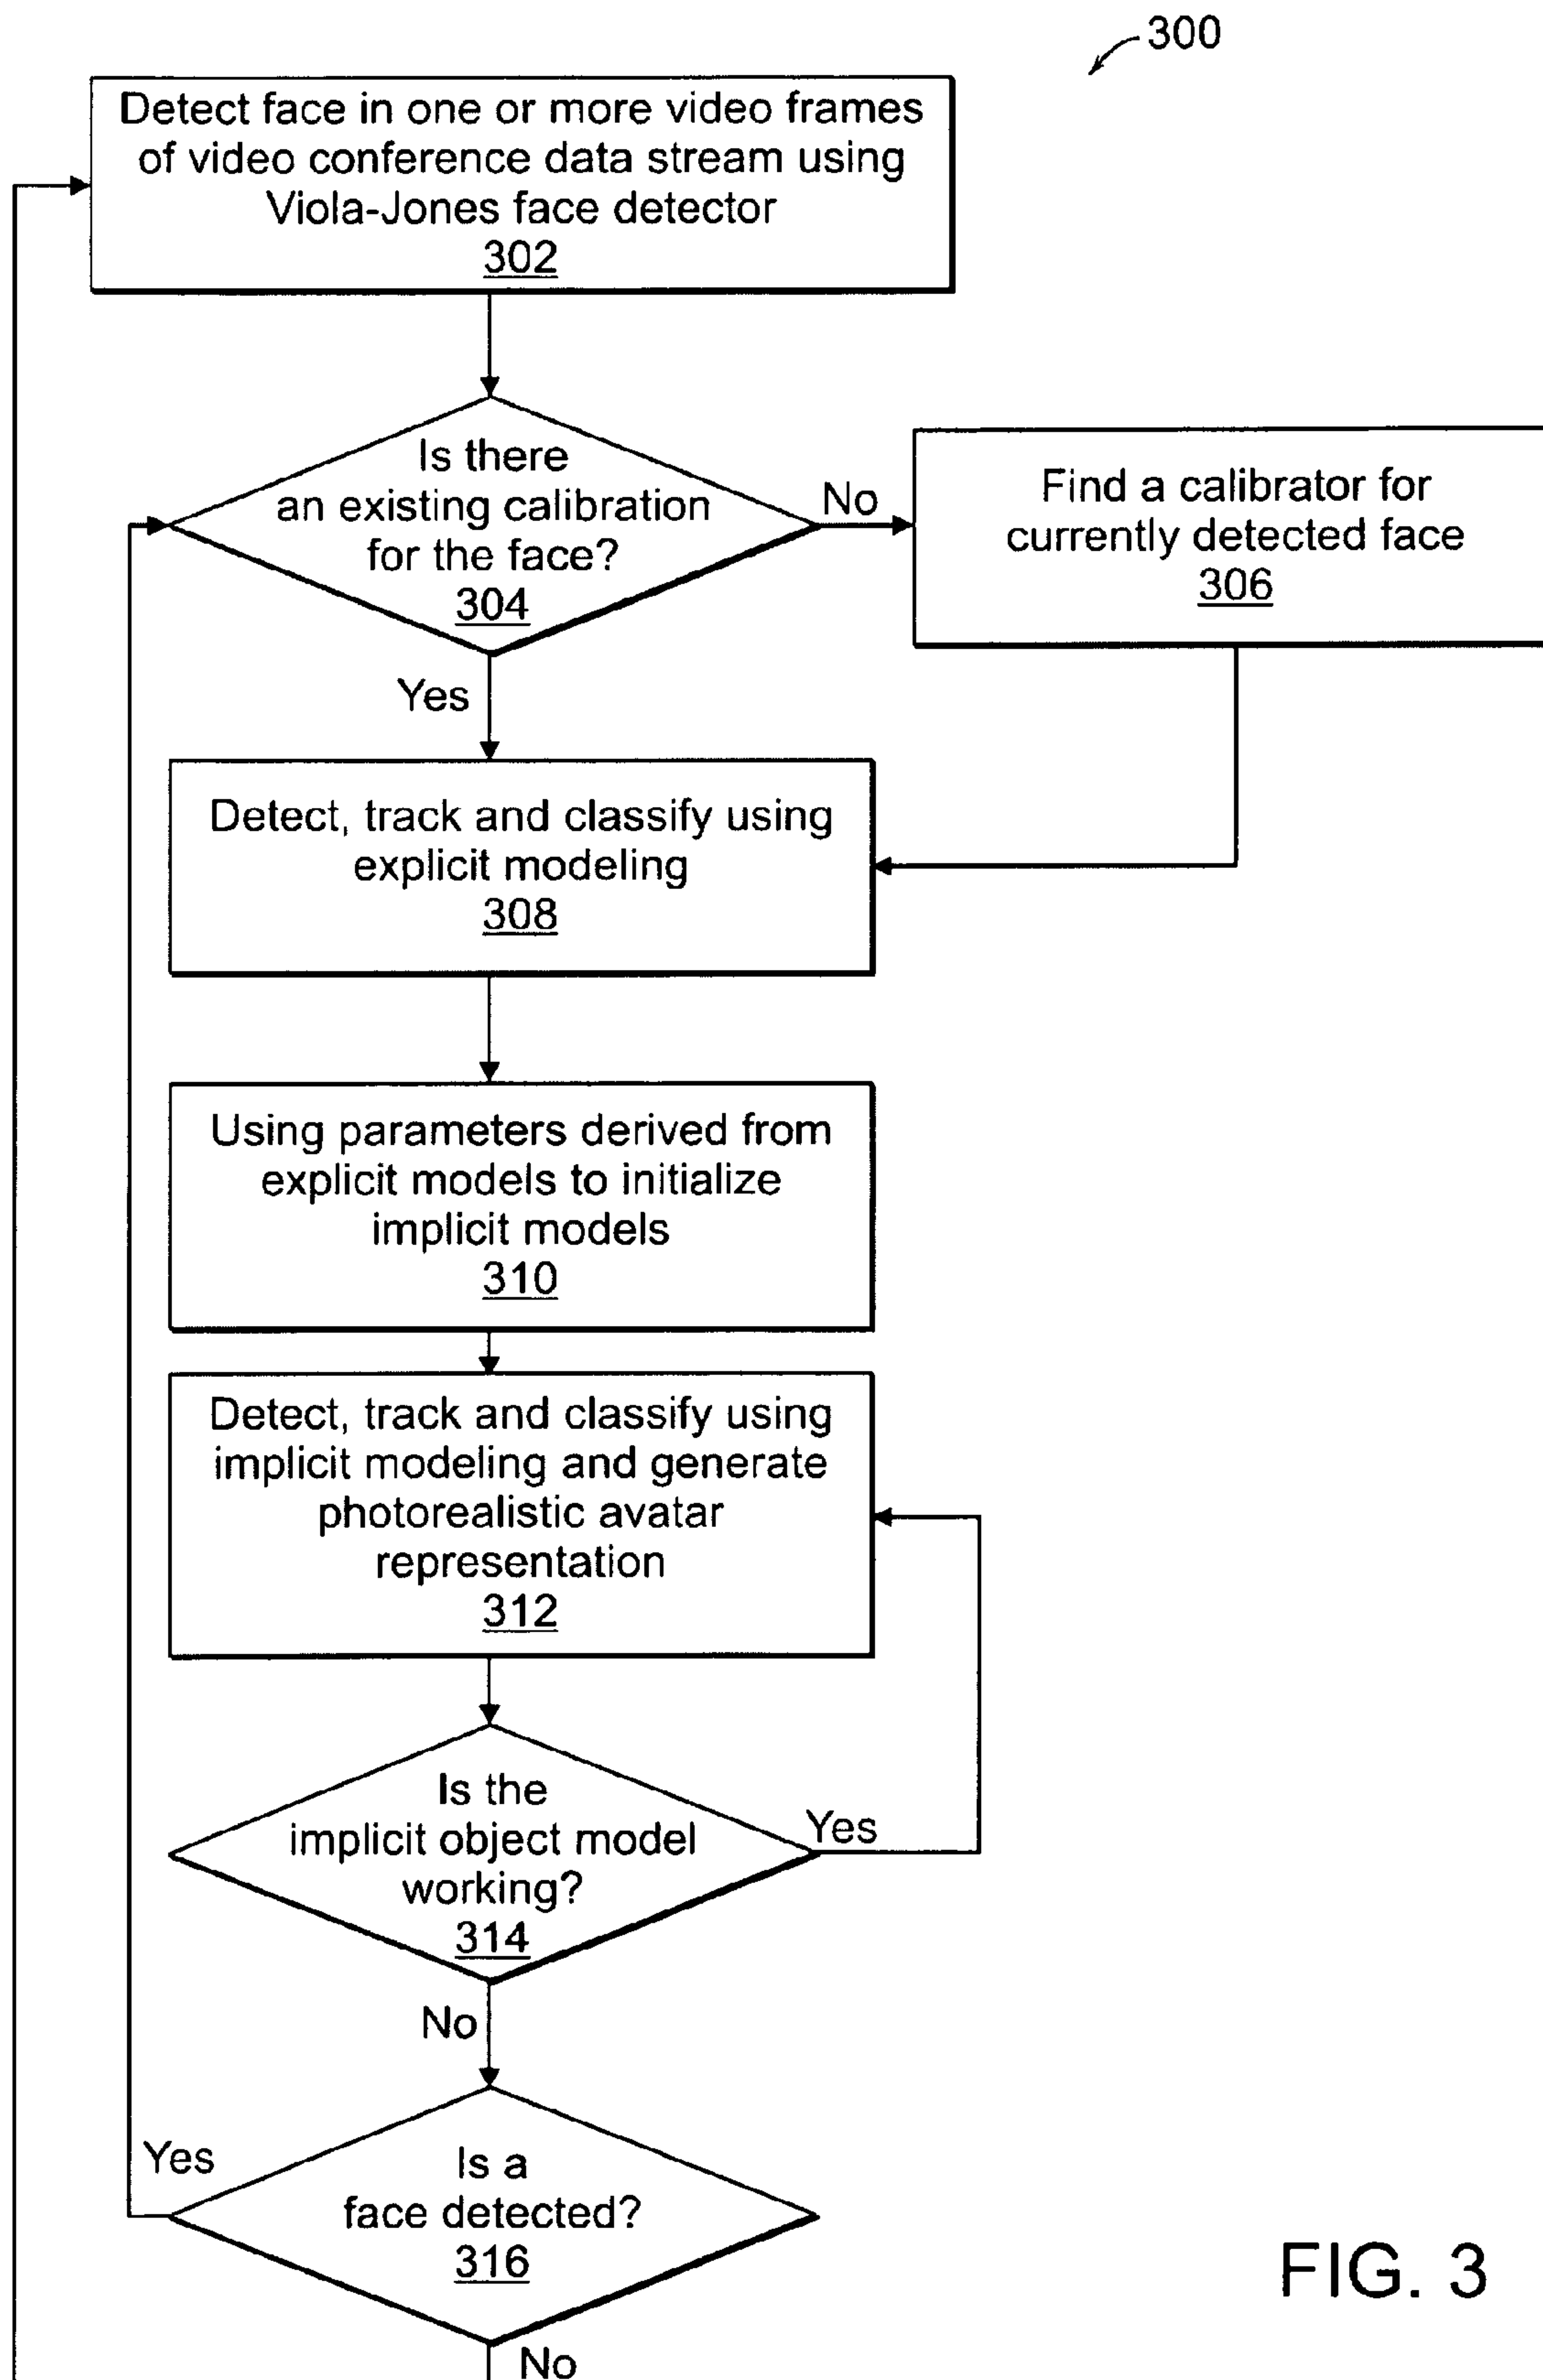 300
Detect face in one or more video frames
of video conference data stream using
Viola-Jones face detector
302
Is there
an existing calibration
for the face?
304
No
Find a calibrator for
currently detected face
306
Yes
Detect, track and classify using
explicit modeling
308
Using parameters derived from
explicit models to initialize
implicit models
310
Detect, track and classify using
implicit modeling and generate
photorealistic avatar
representation
312
Is the
implicit object model
working?
314
Yes
No
Is a
face detected?
316
Yes
No
FIG. 3